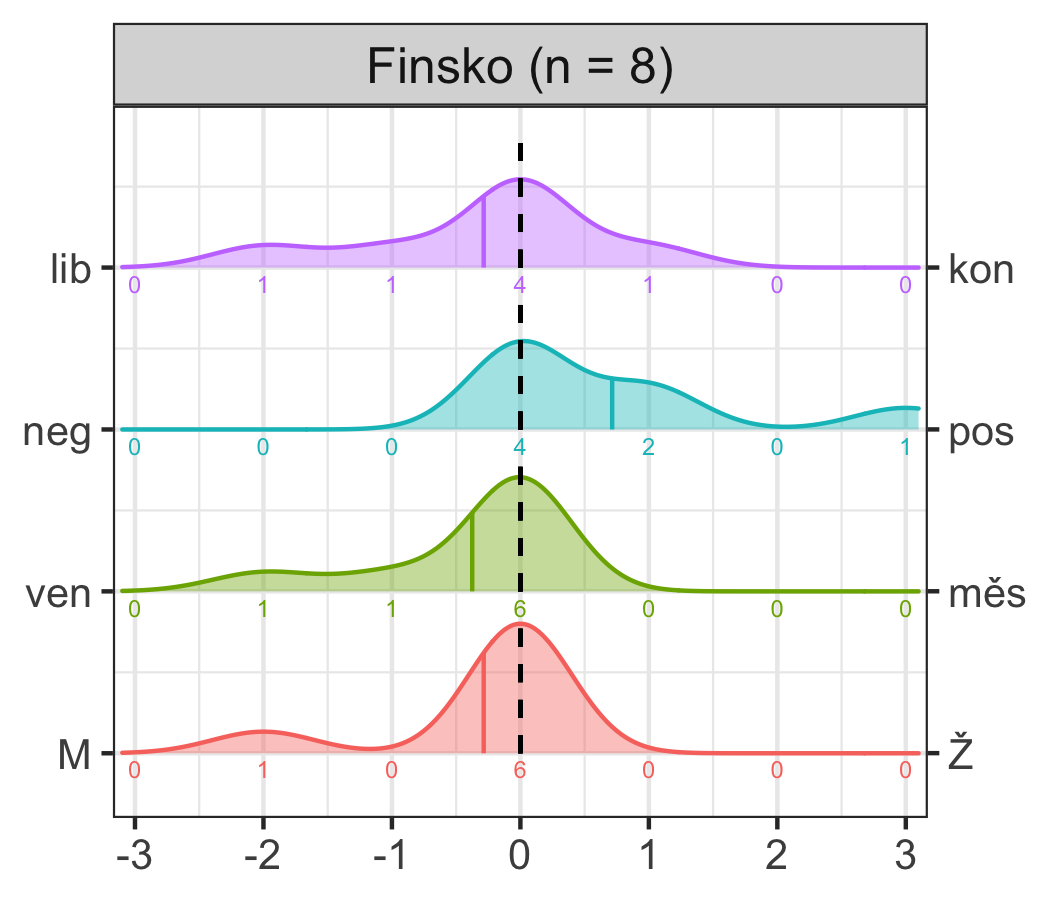 Finsko (n = 8)
lib kon
0 1 1 4 1 0 0
neg pos
0 0 0 4 2 0 1
ven měs
0 1 1 6 0 0 0
M Ž
0 1 0 6 0 0 0
-3 -2 -1 0 1 2 3